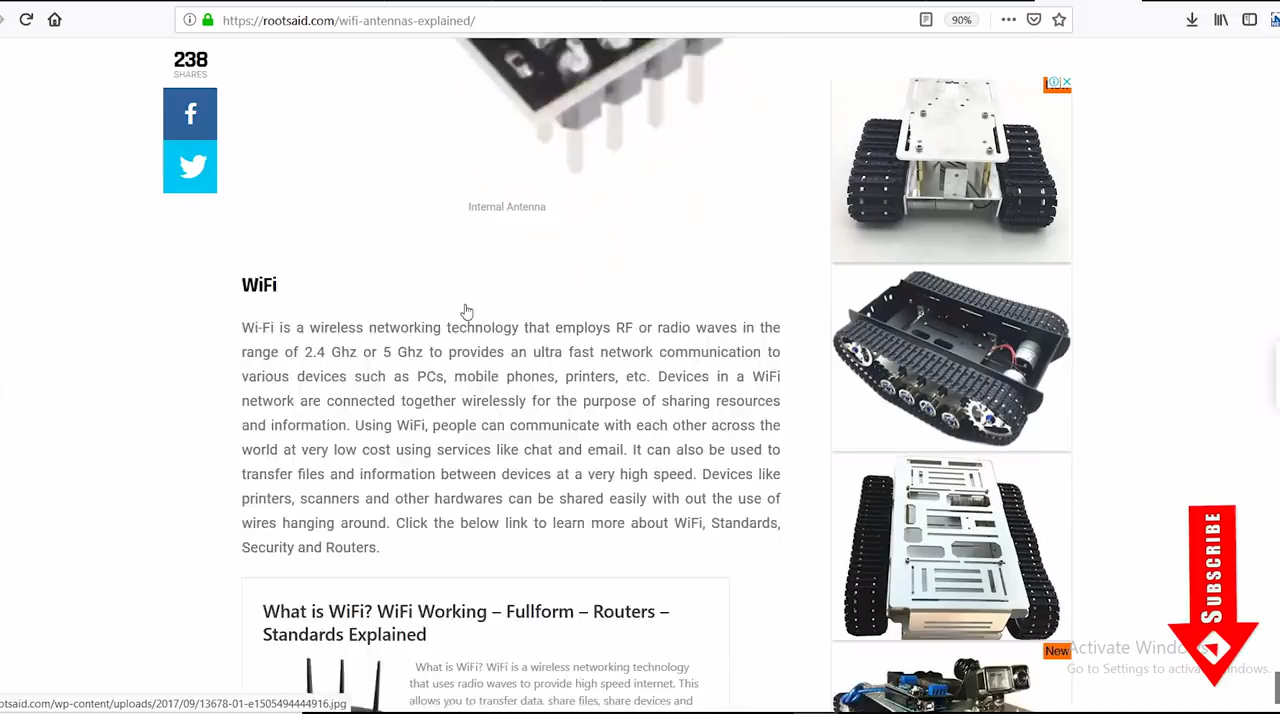 https://rootsaid.com/wifi-antennas-explained/
90%
238
SHARES
Internal Antenna
WiFi
Wi-Fi is a wireless networking technology that employs RF or radio waves in the
range of 2.4 Ghz or 5 Ghz to provides an ultra fast network communication to
various devices such as PCs, mobile phones, printers, etc. Devices in a WiFi
network are connected together wirelessly for the purpose of sharing resources
and information. Using WiFi, people can communicate with each other across the
world at very low cost using services like chat and email. It can also be used to
transfer files and information between devices at a very high speed. Devices like
printers, scanners and other hardwares can be shared easily with out the use of
wires hanging around. Click the below link to learn more about WiFi, Standards,
Security and Routers.
What is WiFi? WiFi Working – Fullform – Routers –
Standards Explained
What is WiFi? WiFi is a wireless networking technology
that uses radio waves to provide high speed internet. This
allows you to transfer data, share files, share devices and
otsaid.com/wp-content/uploads/2017/09/13678-01-e1505494444916.jpg
New
SUBSCRIBE
Activate Windows
Go to Settings to activate Windows.